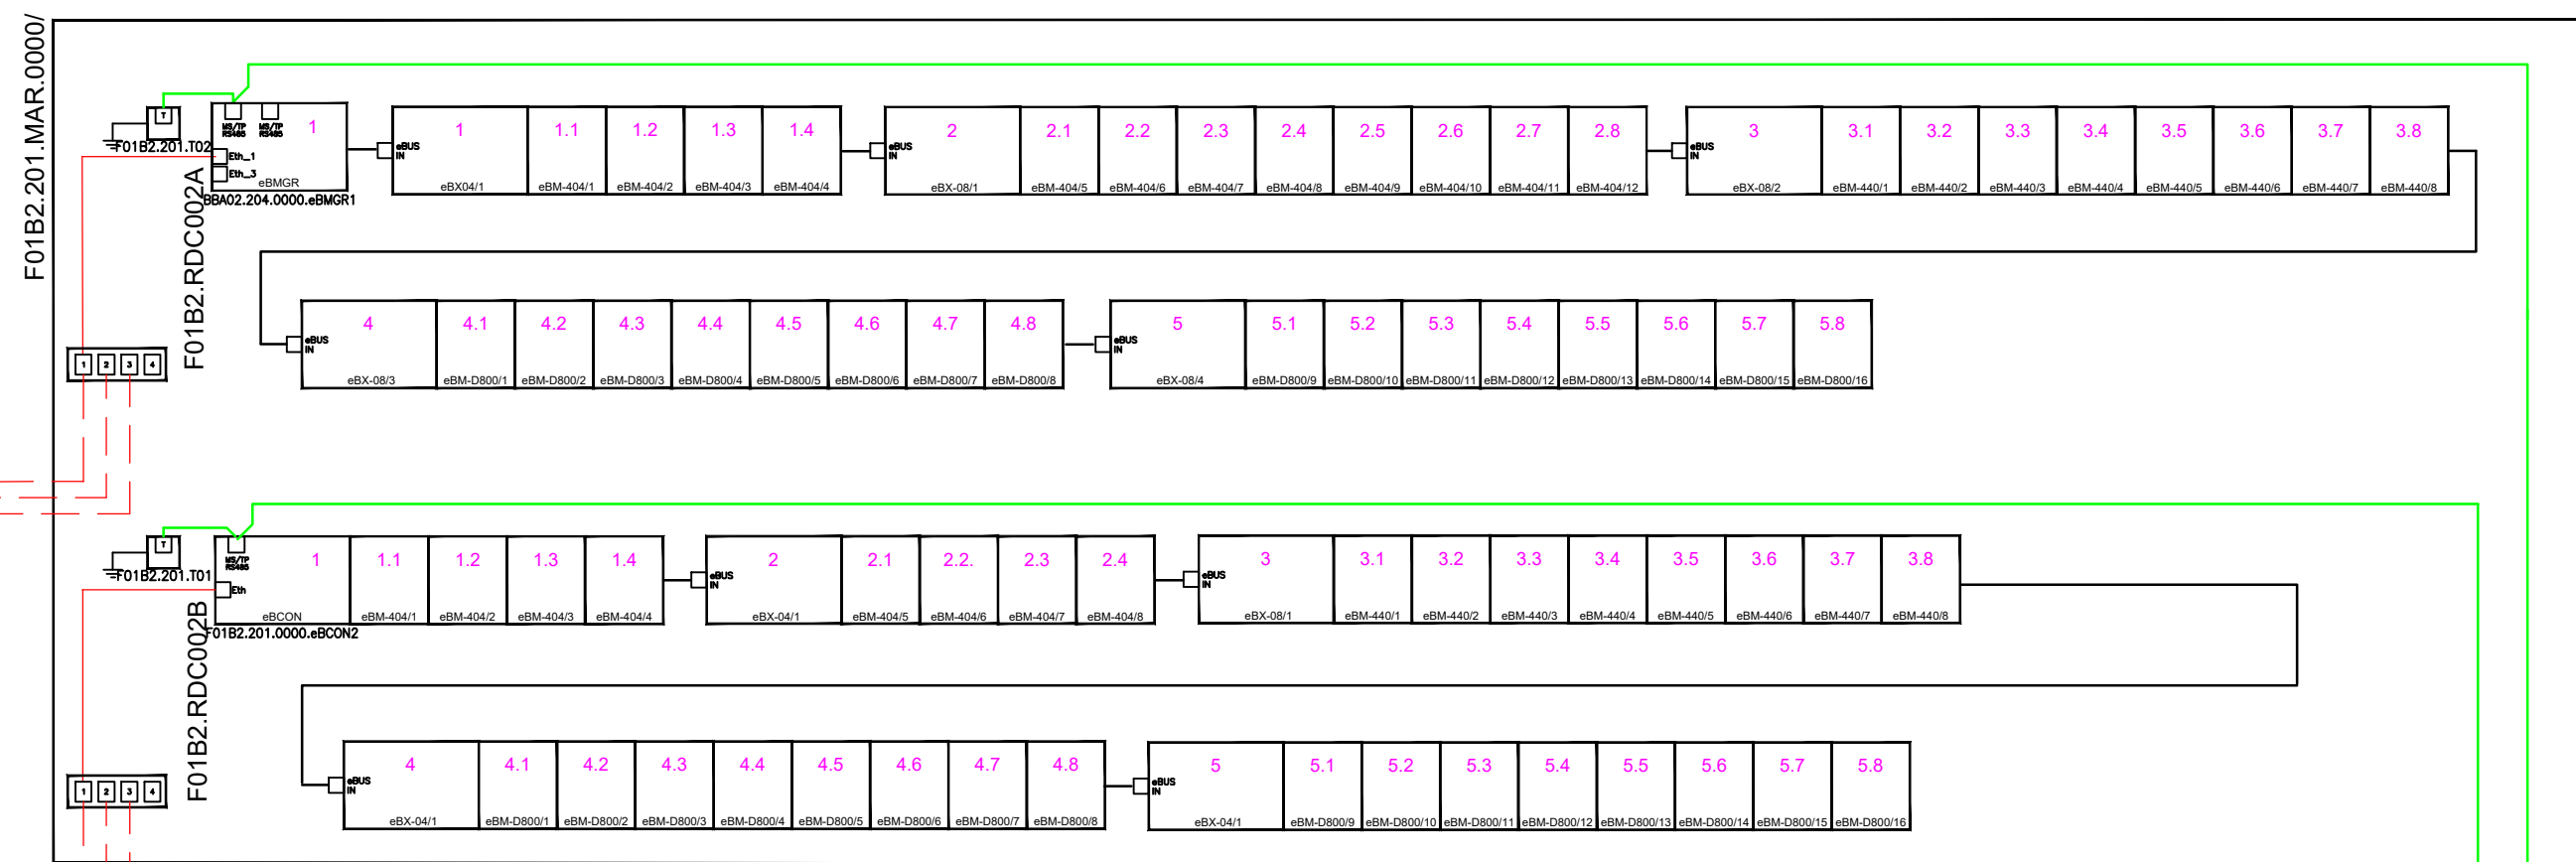 F01B2.201.MAR.0000/
T
F01B2.201.T02
MS/TP RS485
MS/TP RS485
1
Eth_1
Eth_3
eBMGR
BBA02.204.0000.eBMGR1
F01B2.RDC002A
eBUS IN
1 1.1 1.2 1.3 1.4
eBX04/1 eBM-404/1 eBM-404/2 eBM-404/3 eBM-404/4
eBUS IN
2 2.1 2.2 2.3 2.4 2.5 2.6 2.7 2.8
eBX-08/1 eBM-404/5 eBM-404/6 eBM-404/7 eBM-404/8 eBM-404/9 eBM-404/10 eBM-404/11 eBM-404/12
eBUS IN
3 3.1 3.2 3.3 3.4 3.5 3.6 3.7 3.8
eBX-08/2 eBM-440/1 eBM-440/2 eBM-440/3 eBM-440/4 eBM-440/5 eBM-440/6 eBM-440/7 eBM-440/8
eBUS IN
4 4.1 4.2 4.3 4.4 4.5 4.6 4.7 4.8
eBX-08/3 eBM-D800/1 eBM-D800/2 eBM-D800/3 eBM-D800/4 eBM-D800/5 eBM-D800/6 eBM-D800/7 eBM-D800/8
eBUS IN
5 5.1 5.2 5.3 5.4 5.5 5.6 5.7 5.8
eBX-08/4 eBM-D800/9 eBM-D800/10 eBM-D800/11 eBM-D800/12 eBM-D800/13 eBM-D800/14 eBM-D800/15 eBM-D800/16
1 2 3 4
T
F01B2.201.T01
MS/TP RS485
Eth
F01B2.RDC002B
1 1.1 1.2 1.3 1.4
eBCON eBM-404/1 eBM-404/2 eBM-404/3 eBM-404/4
F01B2.201.0000.eBCON2
eBUS IN
2 2.1 2.2. 2.3 2.4
eBX-04/1 eBM-404/5 eBM-404/6 eBM-404/7 eBM-404/8
eBUS IN
3 3.1 3.2 3.3 3.4 3.5 3.6 3.7 3.8
eBX-08/1 eBM-440/1 eBM-440/2 eBM-440/3 eBM-440/4 eBM-440/5 eBM-440/6 eBM-440/7 eBM-440/8
eBUS IN
4 4.1 4.2 4.3 4.4 4.5 4.6 4.7 4.8
eBX-04/1 eBM-D800/1 eBM-D800/2 eBM-D800/3 eBM-D800/4 eBM-D800/5 eBM-D800/6 eBM-D800/7 eBM-D800/8
eBUS IN
5 5.1 5.2 5.3 5.4 5.5 5.6 5.7 5.8
eBX-04/1 eBM-D800/9 eBM-D800/10 eBM-D800/11 eBM-D800/12 eBM-D800/13 eBM-D800/14 eBM-D800/15 eBM-D800/16
1 2 3 4